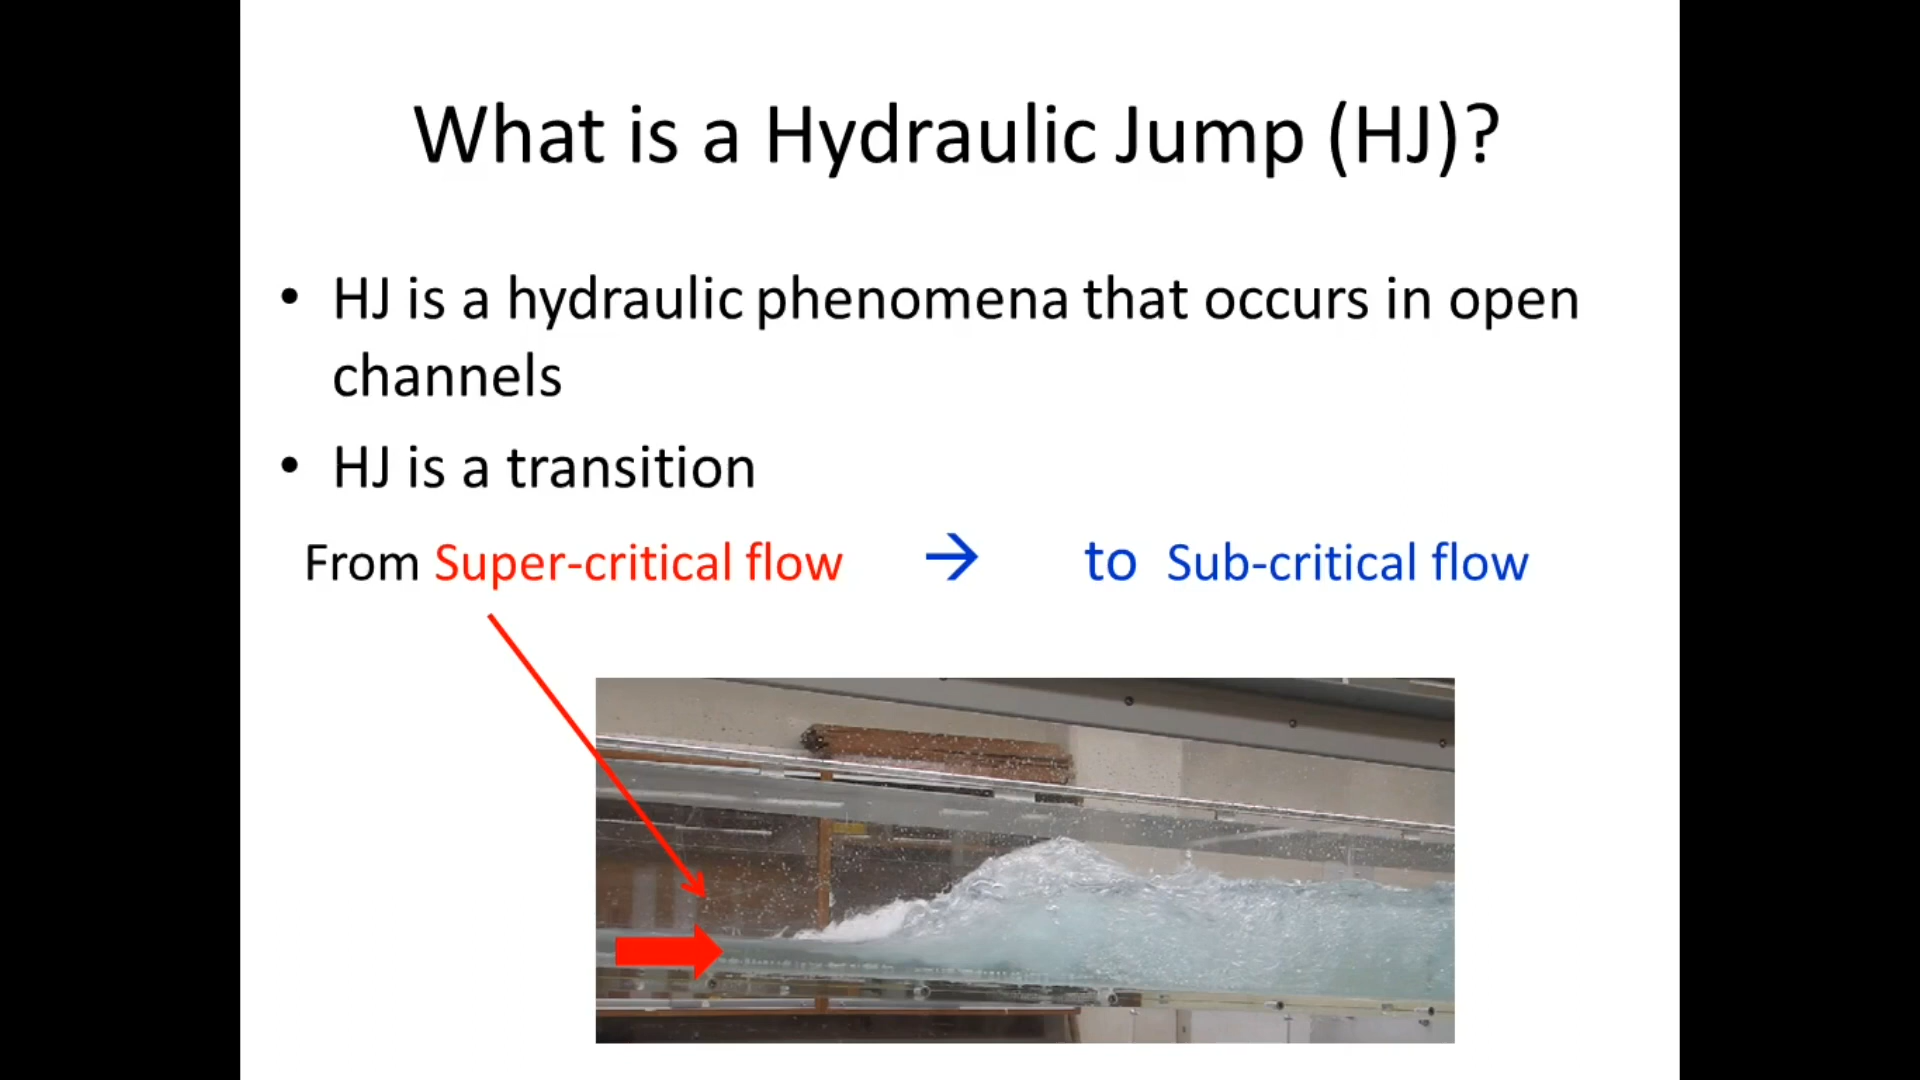 What is a Hydraulic Jump (HJ)?
• HJ is a hydraulic phenomena that occurs in open
channels
• HJ is a transition
From Super-critical flow → to Sub-critical flow